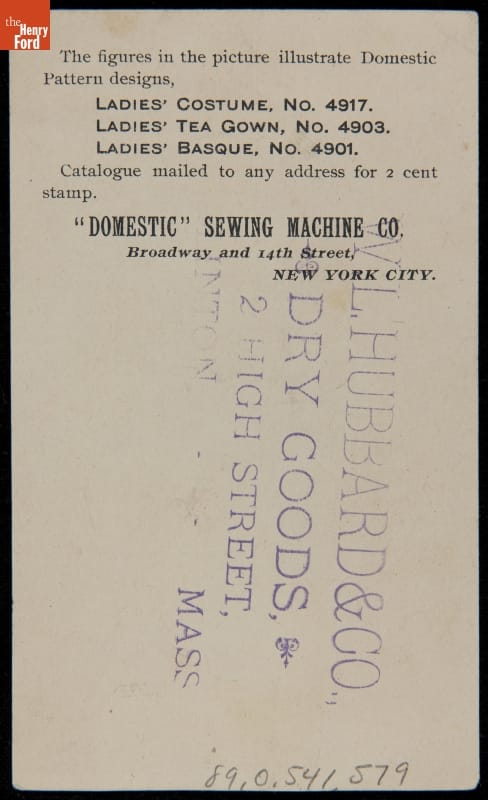 the
Henry
Ford
The figures in the picture illustrate Domestic
Pattern designs,
LADIES' COSTUME, NO. 4917.
LADIES' TEA GOWN, NO. 4903.
LADIES' BASQUE, NO. 4901.
Catalogue mailed to any address for 2 cent
stamp.
"DOMESTIC" SEWING MACHINE CO.
Broadway and 14th Street,
NEW YORK CITY.
W.L. HUBBARD & CO.,
DRY GOODS,
2 HIGH STREET,
- - MASS
89.0.541.579